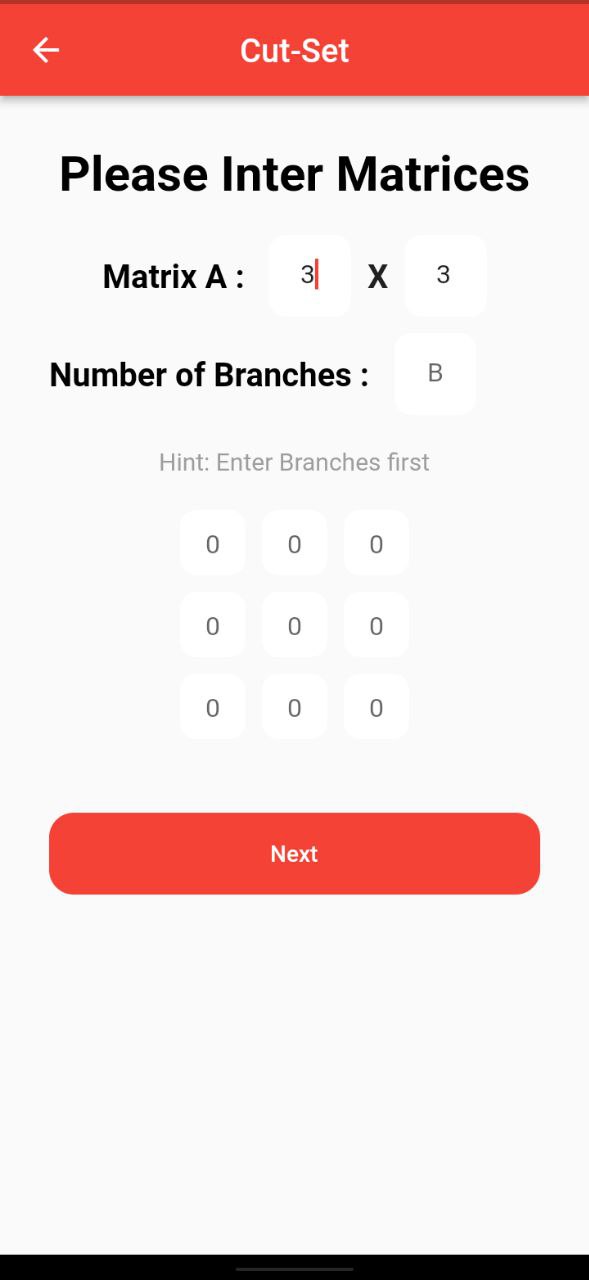 Cut-Set
Please Inter Matrices
Matrix A : 3 X 3
Number of Branches : B
Hint: Enter Branches first
0 0 0
0 0 0
0 0 0
Next